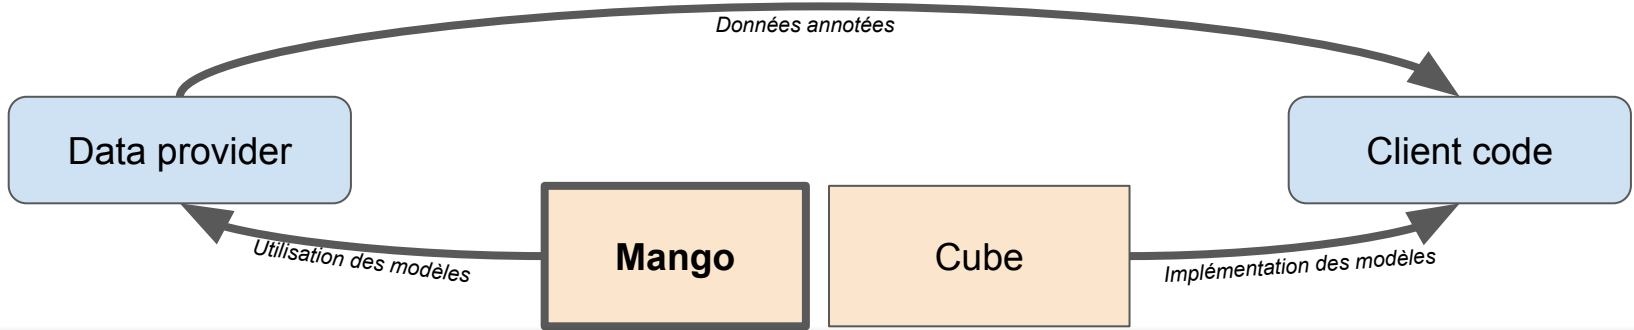 Données annotées
Data provider
Client code
Utilisation des modèles
Mango
Cube
Implémentation des modèles